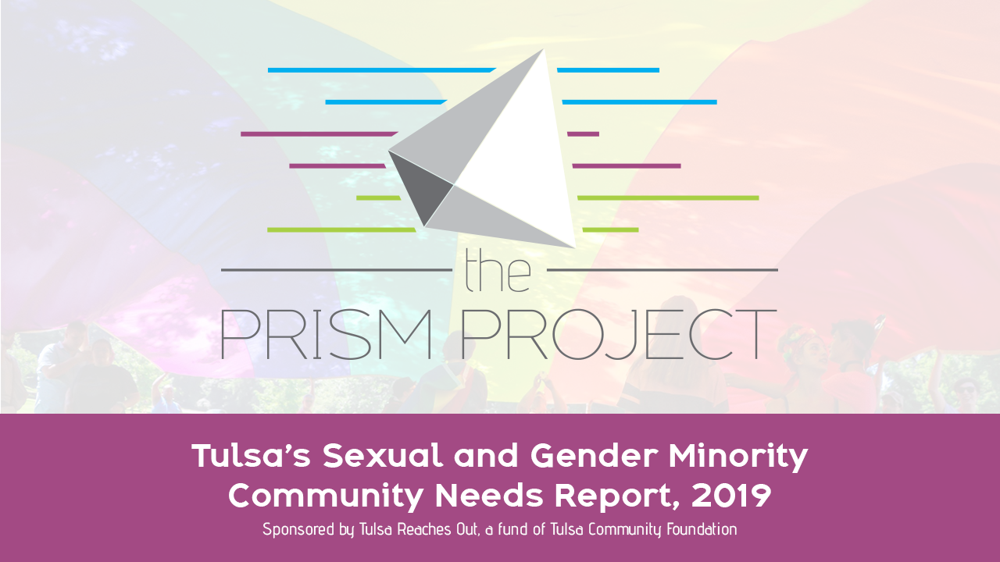 the
PRISM PROJECT
Tulsa's Sexual and Gender Minority
Community Needs Report, 2019
Sponsored by Tulsa Reaches Out, a fund of Tulsa Community Foundation